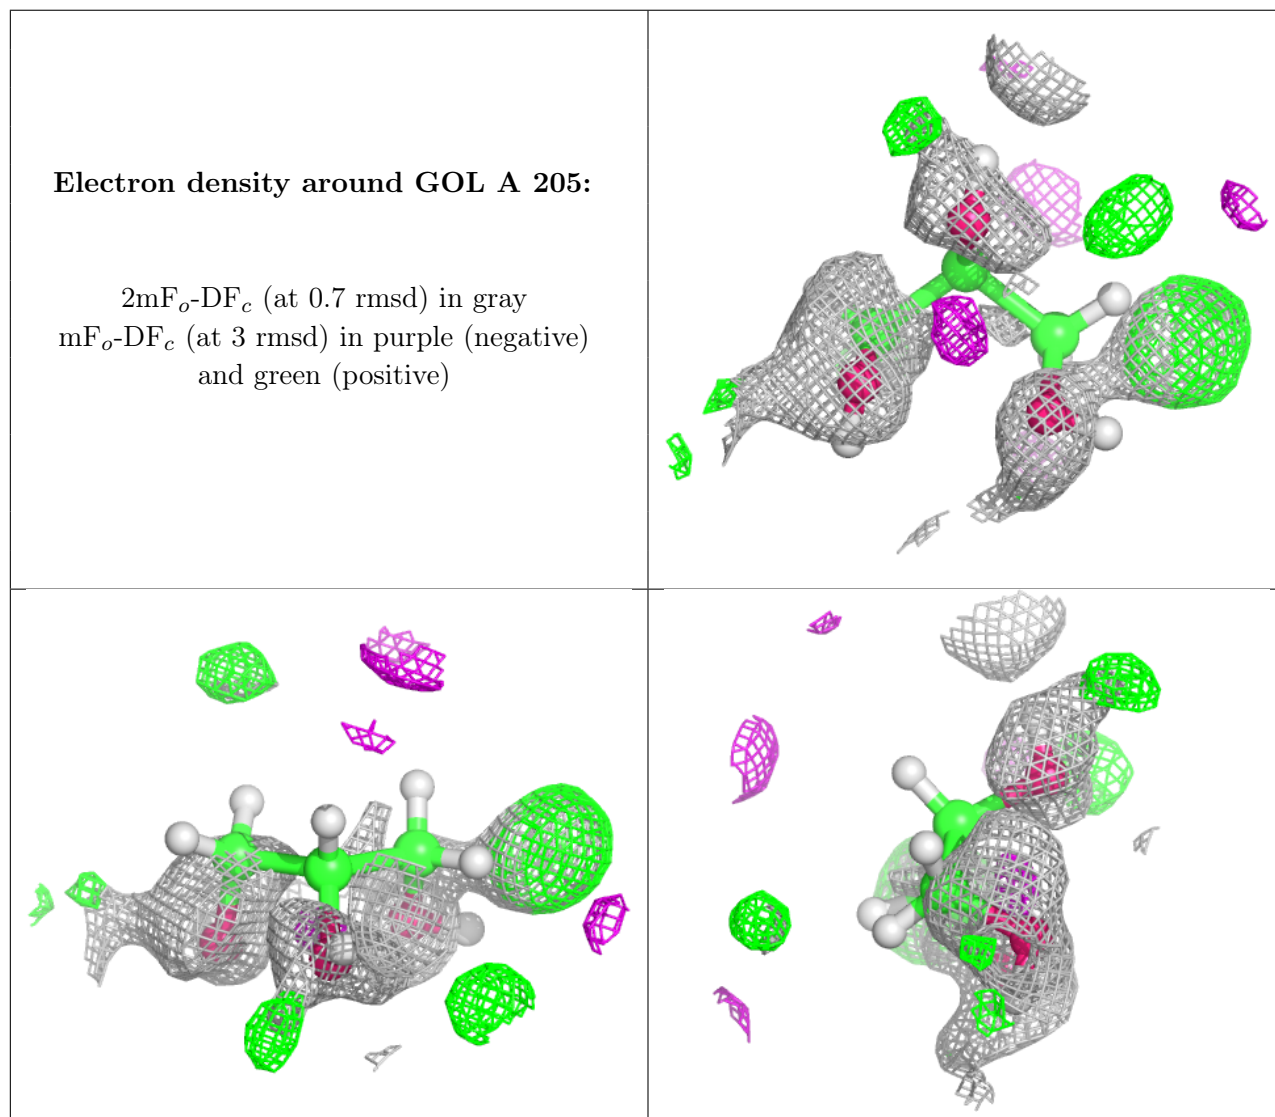 Electron density around GOL A 205:
2mFo-DFc (at 0.7 rmsd) in gray
mFo-DFc (at 3 rmsd) in purple (negative)
and green (positive)